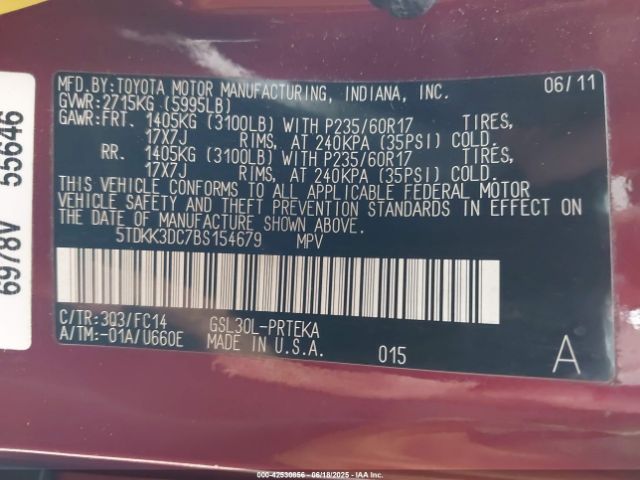 MFD.BY:TOYOTA MOTOR MANUFACTURING, INDIANA, INC. 06/11
GVWR:2715KG (5995LB)
GAWR:FRT. 1405KG (3100LB) WITH P235/60R17 TIRES,
17X7J RIMS, AT 240KPA (35PSI) COLD.
RR. 1405KG (3100LB) WITH P235/60R17 TIRES,
17X7J RIMS, AT 240KPA (35PSI) COLD.
THIS VEHICLE CONFORMS TO ALL APPLICABLE FEDERAL MOTOR
VEHICLE SAFETY AND THEFT PREVENTION STANDARDS IN EFFECT ON
THE DATE OF MANUFACTURE SHOWN ABOVE.
5TDKK3DC7BS154679 MPV
C/TR:3Q3/FC14 GSL30L-PRTEKA
A/TM:-01A/U660E MADE IN U.S.A. 015 A
6978V 55646
000-42530856 - 06/18/2025 - IAA Inc.